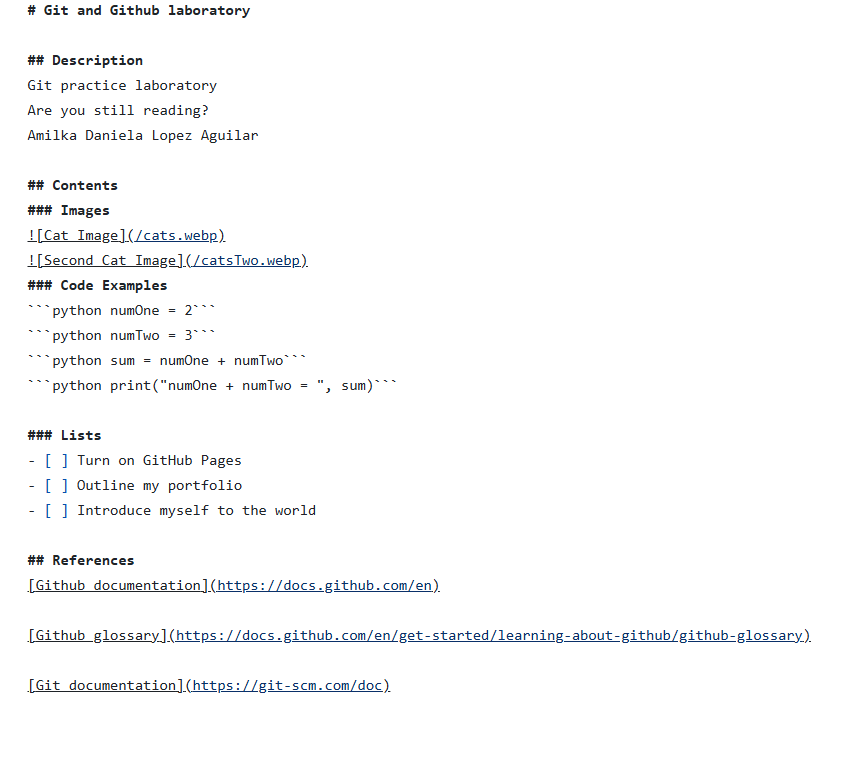 # Git and Github laboratory

## Description
Git practice laboratory
Are you still reading?
Amilka Daniela Lopez Aguilar

## Contents
### Images
![Cat Image](/cats.webp)
![Second Cat Image](/catsTwo.webp)
### Code Examples
```python numOne = 2```
```python numTwo = 3```
```python sum = numOne + numTwo```
```python print("numOne + numTwo = ", sum)```

### Lists
- [ ] Turn on GitHub Pages
- [ ] Outline my portfolio
- [ ] Introduce myself to the world

## References
[Github documentation](https://docs.github.com/en)

[Github glossary](https://docs.github.com/en/get-started/learning-about-github/github-glossary)

[Git documentation](https://git-scm.com/doc)